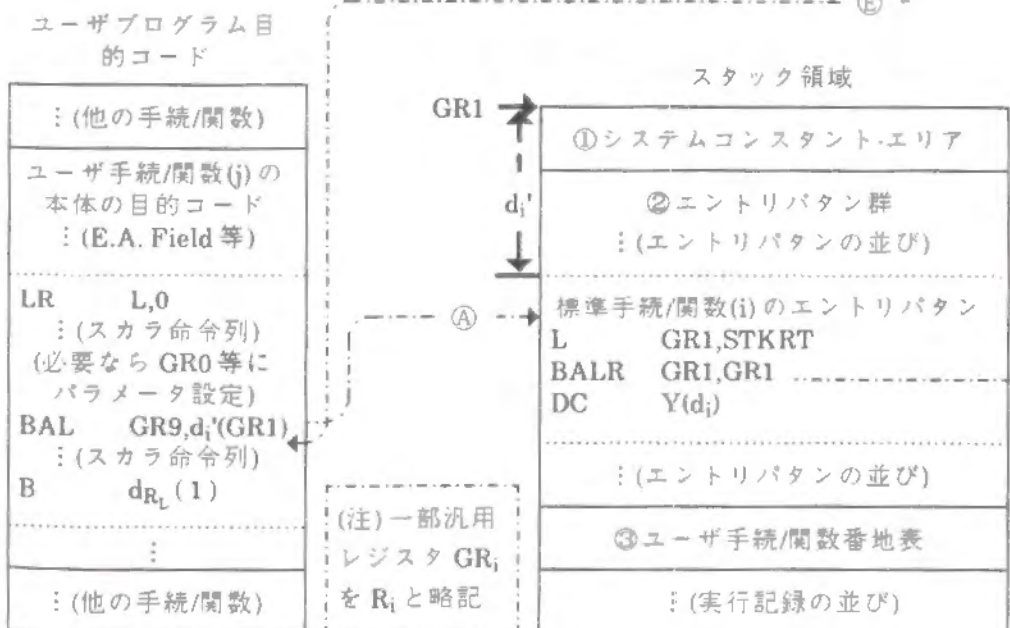 Ⓔ
ユーザプログラム目
的コード
⋮(他の手続/関数)
ユーザ手続/関数(j)の
本体の目的コード
⋮(E.A. Field 等)
LR L,0
⋮(スカラ命令列)
(必要なら GR0 等に
パラメータ設定)
BAL GR9,di'(GR1)
⋮(スカラ命令列)
B dRL(1)
⋮
⋮(他の手続/関数)
(注)一部汎用
レジスタ GRi
を Ri と略記
GR1
di'
Ⓐ
スタック領域
①システムコンスタント・エリア
②エントリパタン群
⋮(エントリパタンの並び)
標準手続/関数(i)のエントリパタン
L GR1,STKRT
BALR GR1,GR1
DC Y(di)
⋮(エントリパタンの並び)
③ユーザ手続/関数番地表
⋮(実行記録の並び)